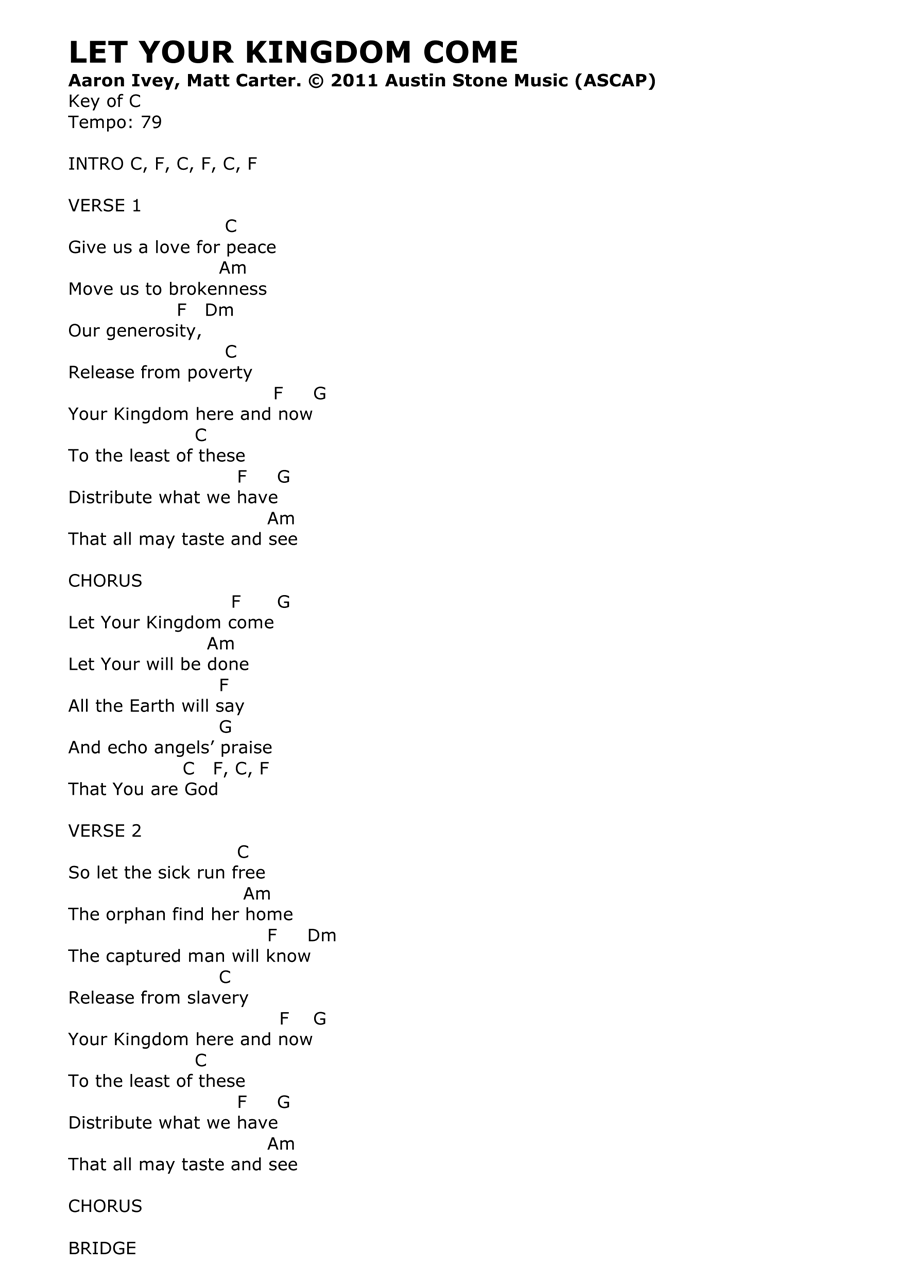 LET YOUR KINGDOM COME
Aaron Ivey, Matt Carter. © 2011 Austin Stone Music (ASCAP)
Key of C
Tempo: 79
INTRO C, F, C, F, C, F
VERSE 1
C
Give us a love for peace
Am
Move us to brokenness
F Dm
Our generosity,
C
Release from poverty
F G
Your Kingdom here and now
C
To the least of these
F G
Distribute what we have
Am
That all may taste and see
CHORUS
F G
Let Your Kingdom come
Am
Let Your will be done
F
All the Earth will say
G
And echo angels’ praise
C F, C, F
That You are God
VERSE 2
C
So let the sick run free
Am
The orphan find her home
F Dm
The captured man will know
C
Release from slavery
F G
Your Kingdom here and now
C
To the least of these
F G
Distribute what we have
Am
That all may taste and see
CHORUS
BRIDGE